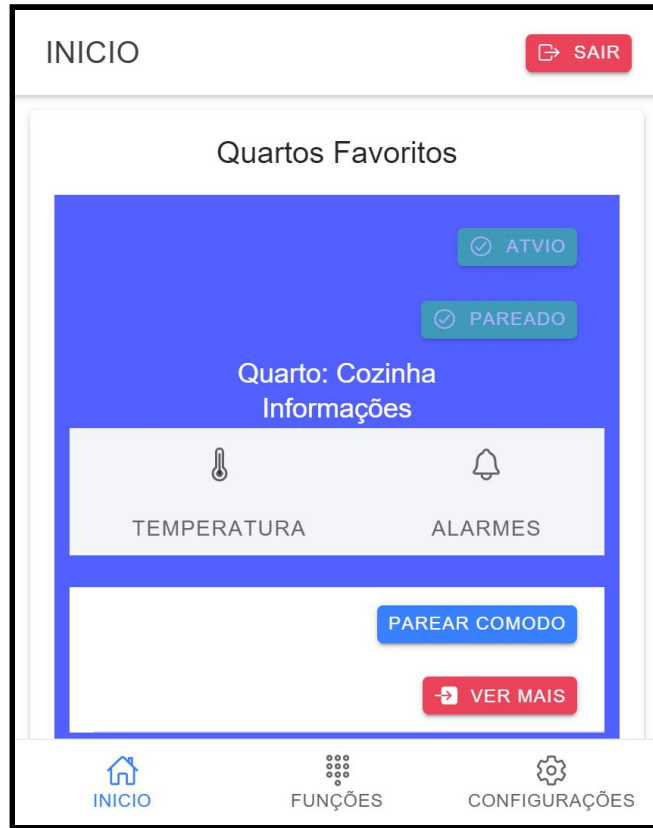 INICIO
SAIR
Quartos Favoritos
ATVIO
PAREADO
Quarto: Cozinha
Informações
TEMPERATURA ALARMES
PAREAR COMODO
VER MAIS
INICIO FUNÇÕES CONFIGURAÇÕES